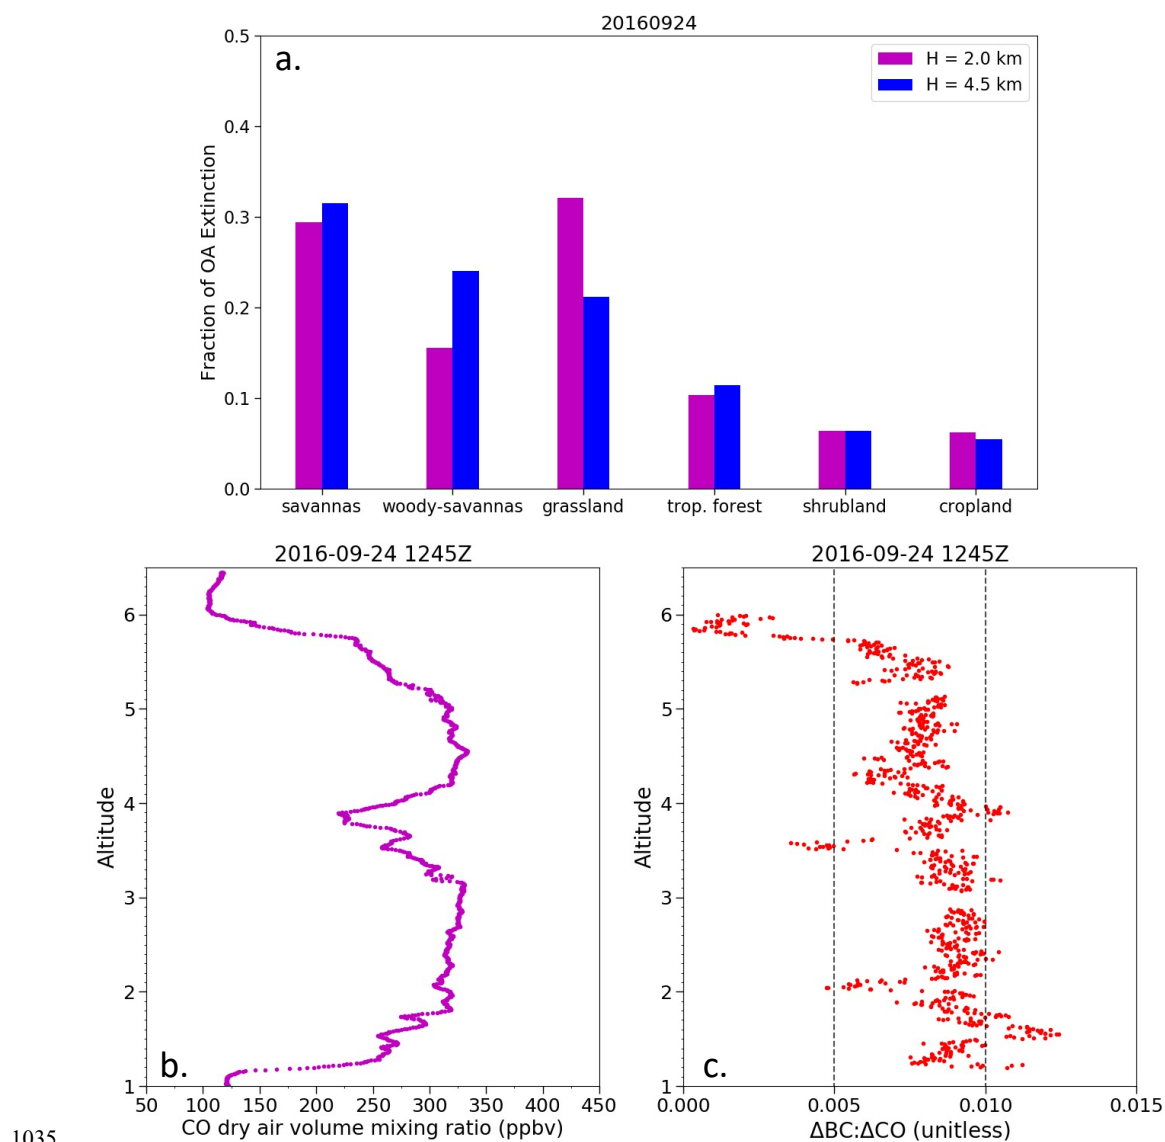 20160924
a.
H = 2.0 km
H = 4.5 km
Fraction of OA Extinction
0.5
0.4
0.3
0.2
0.1
0.0
savannas woody-savannas grassland trop. forest shrubland cropland
2016-09-24 1245Z
Altitude
6
5
4
3
2
1
b.
50 100 150 200 250 300 350 400 450
CO dry air volume mixing ratio (ppbv)
2016-09-24 1245Z
Altitude
6
5
4
3
2
1
c.
0.000 0.005 0.010 0.015
ΔBC:ΔCO (unitless)
1035